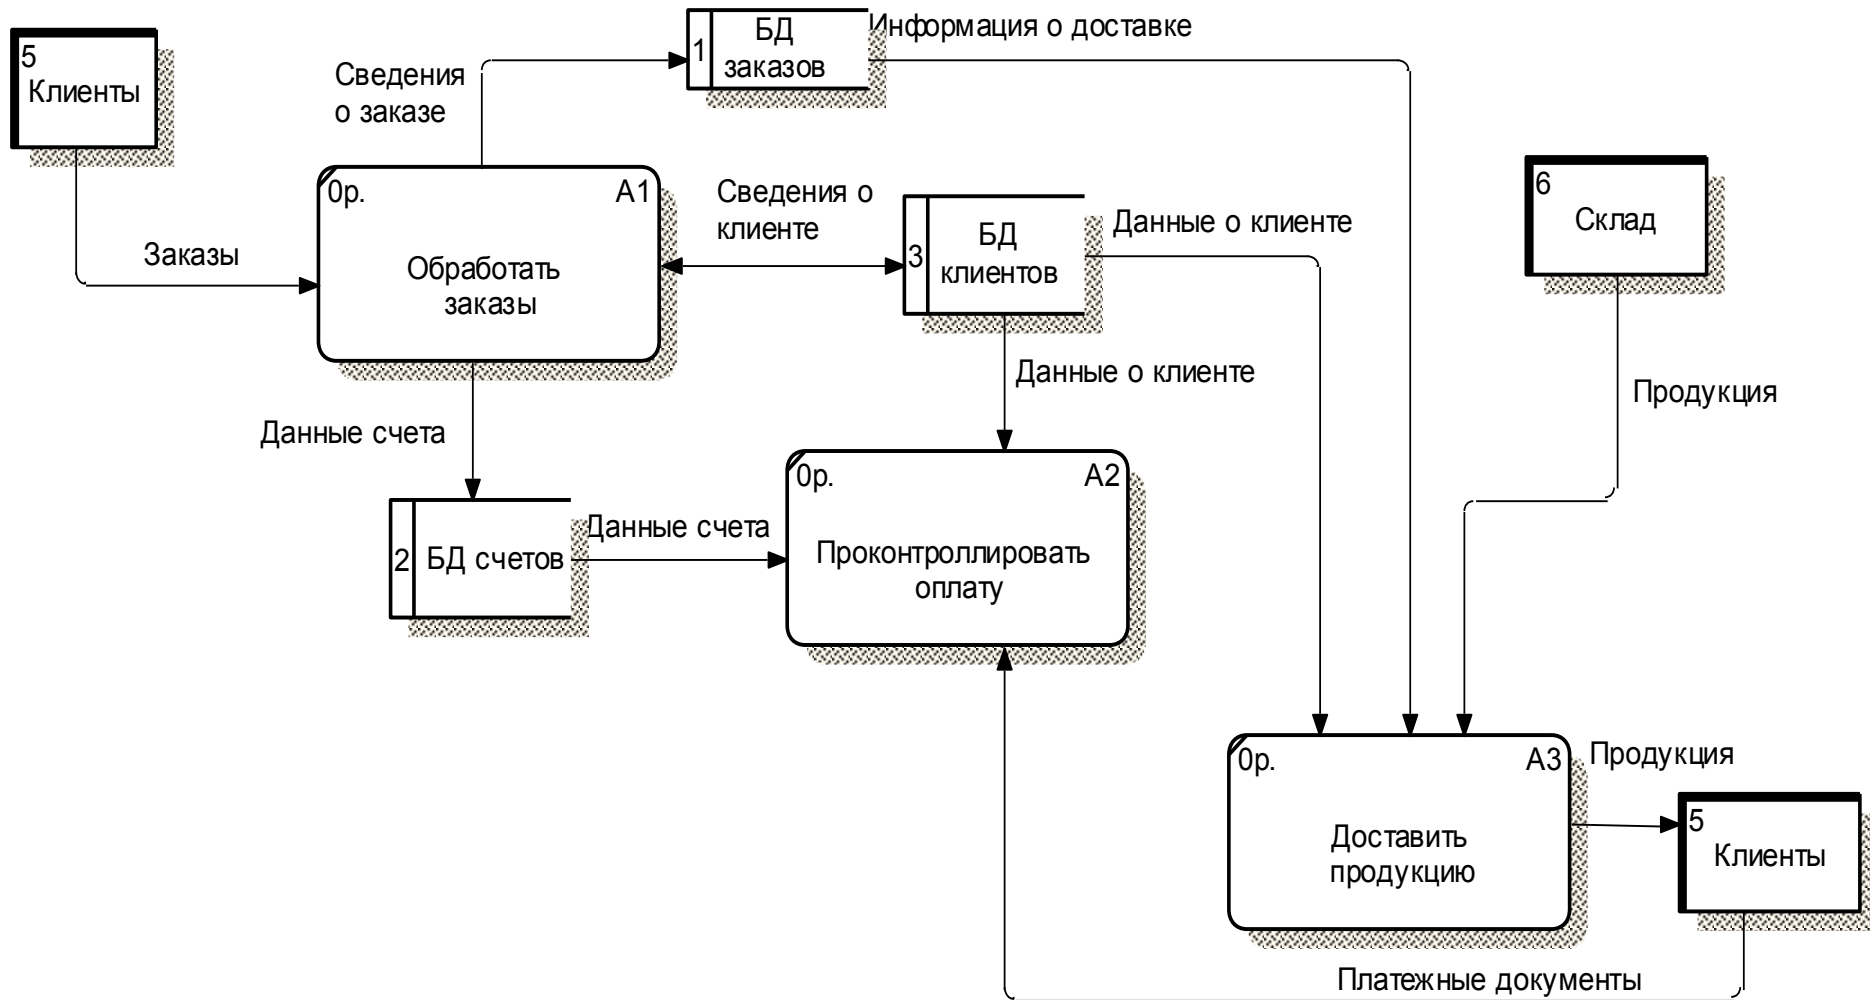 5
Клиенты
Заказы
Сведения
о заказе
1
БД
заказов
Информация о доставке
0р.
А1
Обработать
заказы
Сведения о
клиенте
3
БД
клиентов
Данные о клиенте
6
Склад
Данные о клиенте
Продукция
Данные счета
2
БД счетов
Данные счета
0р.
А2
Проконтроллировать
оплату
0р.
А3
Доставить
продукцию
Продукция
5
Клиенты
Платежные документы